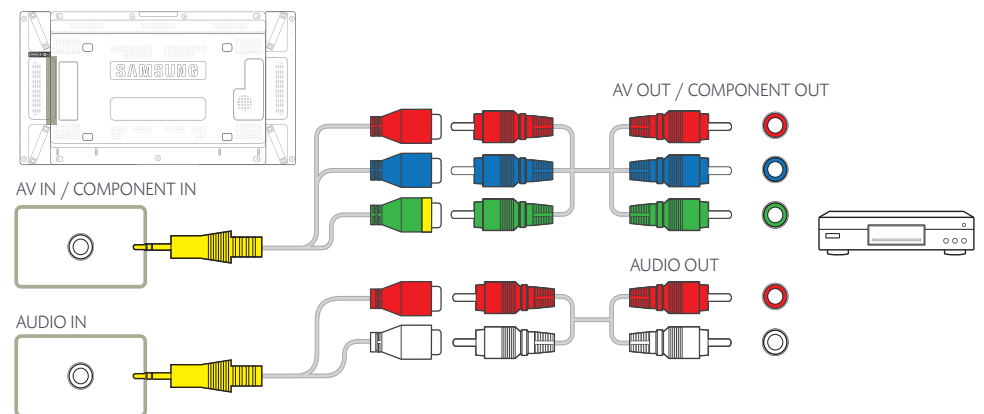 SAMSUNG
AV OUT / COMPONENT OUT
AV IN / COMPONENT IN
AUDIO OUT
AUDIO IN